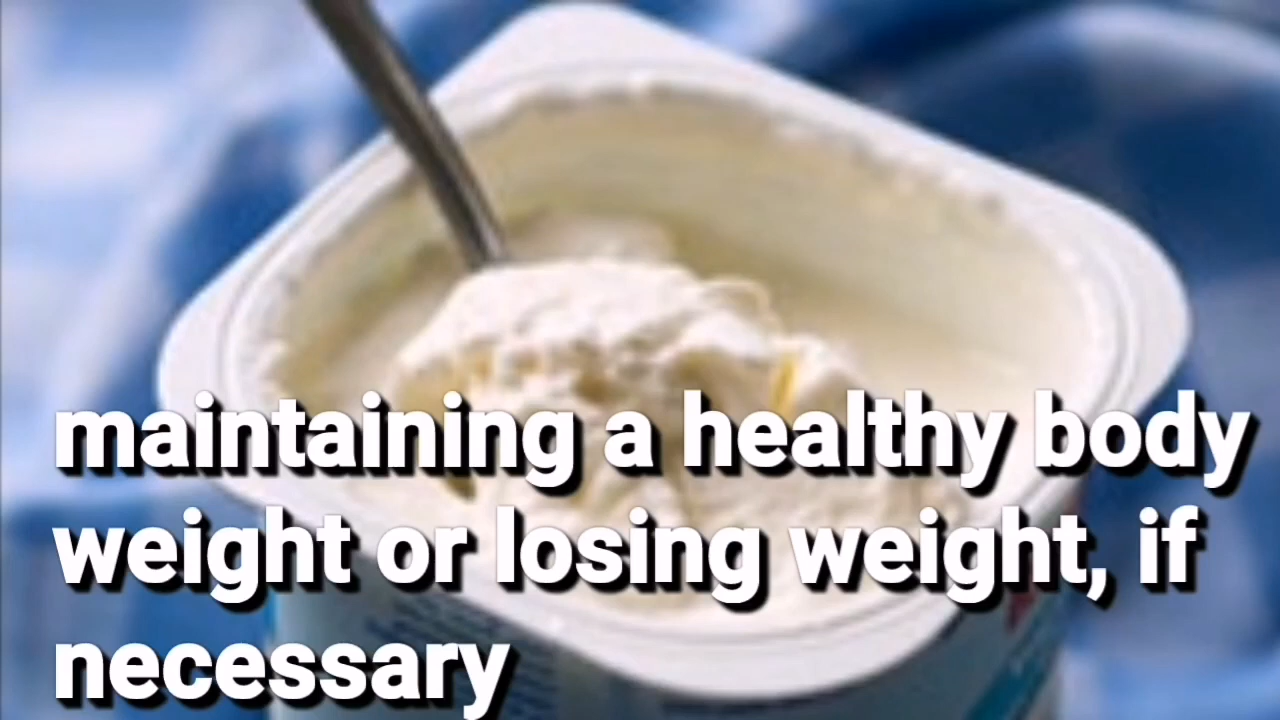 maintaining a healthy body
weight or losing weight, if
necessary